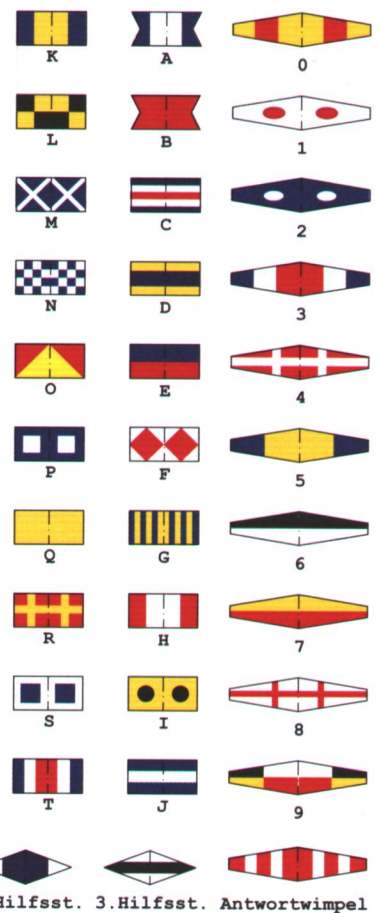 K A 0
L B 1
M C 2
N D 3
O E 4
P F 5
Q G 6
R H 7
S I 8
T J 9
Hilfsst. 3.Hilfsst. Antwortwimpel